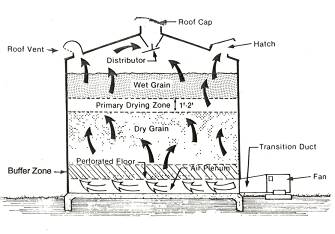 Roof Cap
Roof Vent
Hatch
Distributor
Wet Grain
Primary Drying Zone
1'-2'
Dry Grain
Perforated Floor
Air Plenum
Transition Duct
Buffer Zone
Fan